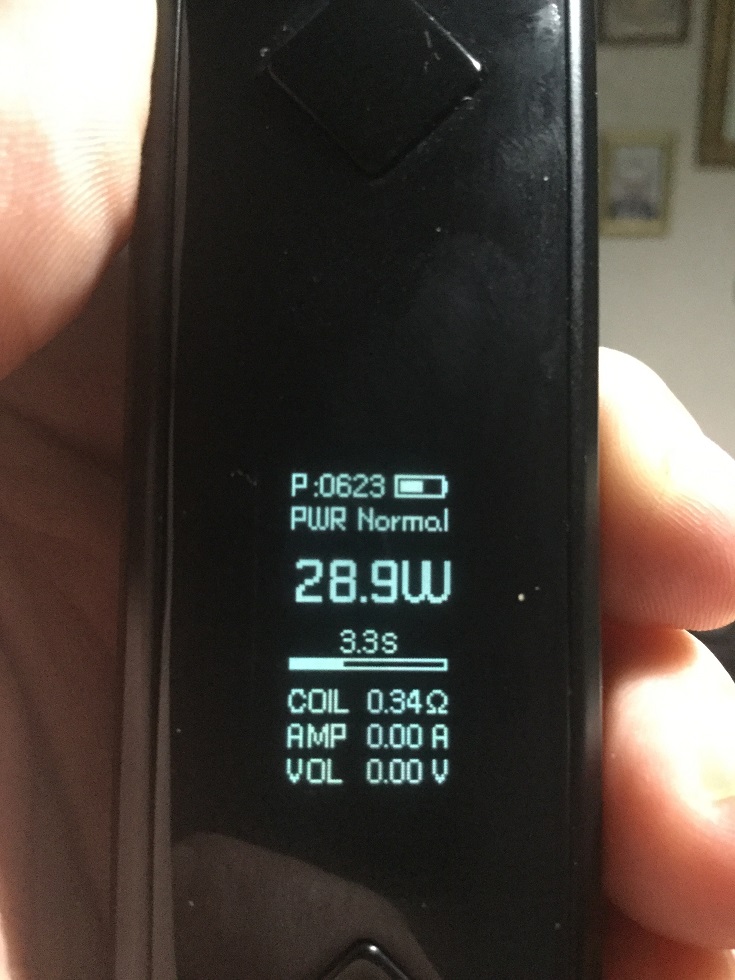 P:0623
PWR Normal
28.9W
3.3s
COIL 0.34Ω
AMP 0.00 A
VOL 0.00 V